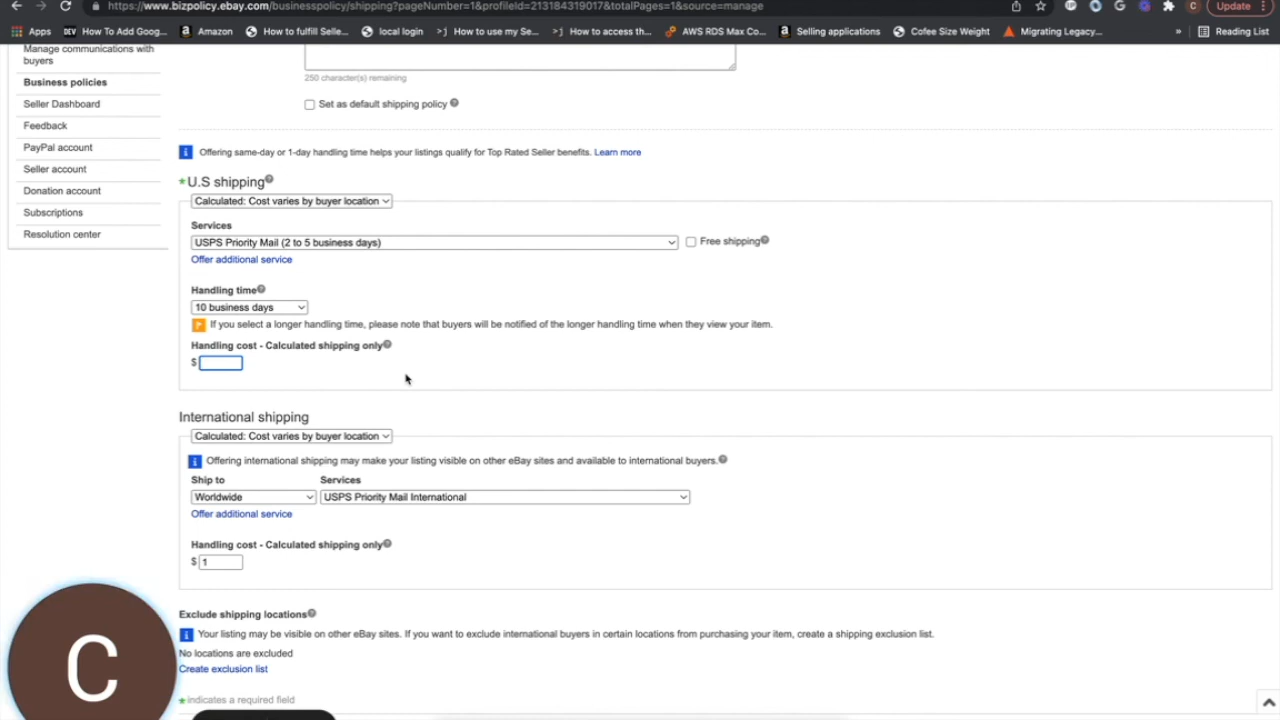 https://www.bizpolicy.ebay.com/businesspolicy/shipping?pageNumber=1&profileId=213184319017&totalPages=1&source=manage
C
Update
Apps
DEV How To Add Goog...
a Amazon
How to fulfill Selle...
local login
How to use my Se...
How to access th...
AWS RDS Max Co...
a Selling applications
Cofee Size Weight
Migrating Legacy...
»
Reading List
Manage communications with
buyers
Business policies
Seller Dashboard
Feedback
PayPal account
Seller account
Donation account
Subscriptions
Resolution center
250 character(s) remaining
Set as default shipping policy
Offering same-day or 1-day handling time helps your listings qualify for Top Rated Seller benefits. Learn more
*U.S shipping
Calculated: Cost varies by buyer location
Services
USPS Priority Mail (2 to 5 business days)
Free shipping
Offer additional service
Handling time
10 business days
If you select a longer handling time, please note that buyers will be notified of the longer handling time when they view your item.
Handling cost - Calculated shipping only
$
International shipping
Calculated: Cost varies by buyer location
Offering international shipping may make your listing visible on other eBay sites and available to international buyers.
Ship to Services
Worldwide USPS Priority Mail International
Offer additional service
Handling cost - Calculated shipping only
$ 1
Exclude shipping locations
Your listing may be visible on other eBay sites. If you want to exclude international buyers in certain locations from purchasing your item, create a shipping exclusion list.
No locations are excluded
Create exclusion list
*indicates a required field
C